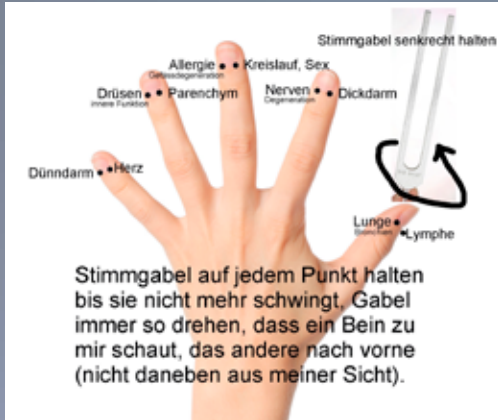 Stimmgabel senkrecht halten
Allergie Kreislauf, Sex
Gefässdegeneration
Drüsen Parenchym
innere Funktion
Nerven Dickdarm
Degeneration
Dünndarm Herz
Lunge
Bronchien
Lymphe
Stimmgabel auf jedem Punkt halten
bis sie nicht mehr schwingt, Gabel
immer so drehen, dass ein Bein zu
mir schaut, das andere nach vorne
(nicht daneben aus meiner Sicht).